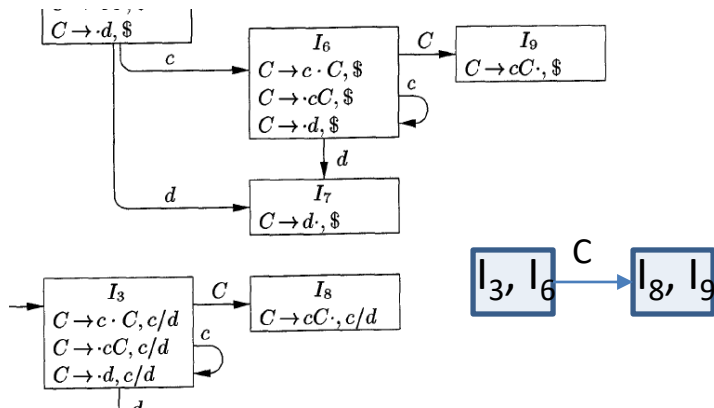 C → ·d, $
c
I₆
C → c · C, $
C → ·cC, $
C → ·d, $
C
c
I₉
C → cC·, $
d
d
I₇
C → d·, $
I₃
C → c · C, c/d
C → ·cC, c/d
C → ·d, c/d
C
c
I₈
C → cC·, c/d
I₃, I₆
C
I₈, I₉